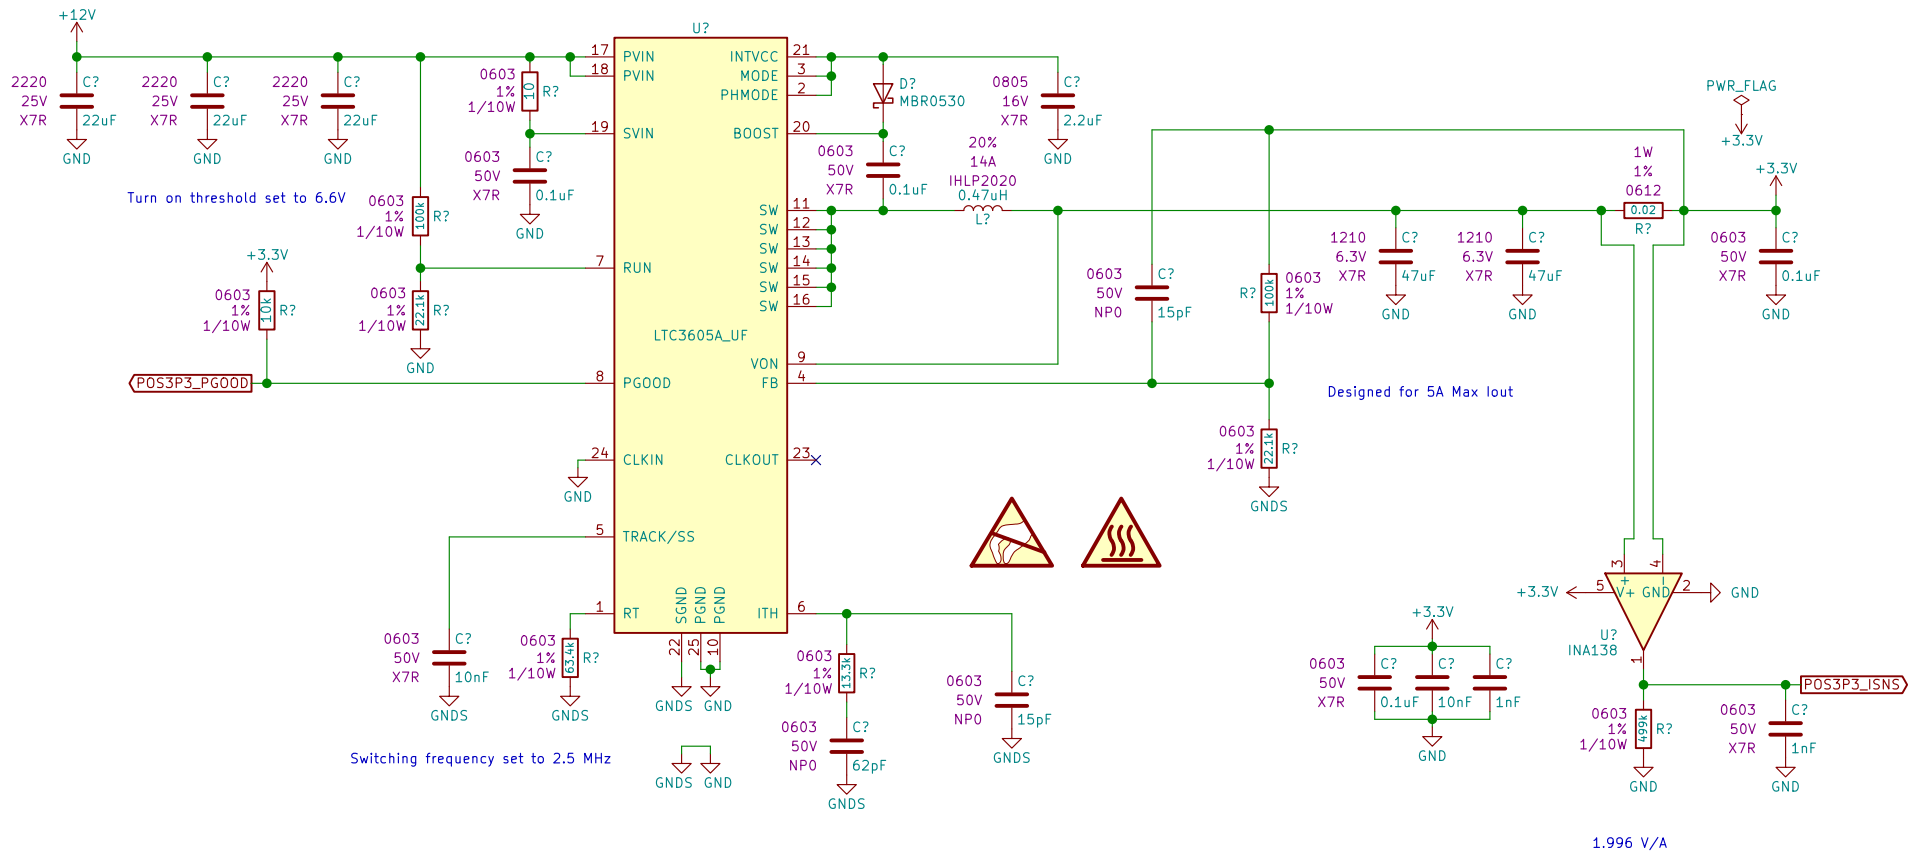 +12V
2220
25V
X7R
C?
22uF
GND
2220
25V
X7R
C?
22uF
GND
2220
25V
X7R
C?
22uF
GND
Turn on threshold set to 6.6V
0603
1%
1/10W
10
R?
0603
50V
X7R
C?
0.1uF
GND
0603
1%
1/10W
100k
R?
+3.3V
0603
1%
1/10W
10k
R?
0603
1%
1/10W
22.1k
R?
GND
POS3P3_PGOOD
GND
0603
50V
X7R
C?
10nF
GNDS
0603
1%
1/10W
63.4k
R?
GNDS
Switching frequency set to 2.5 MHz
U?
17 PVIN
18 PVIN
19 SVIN
7 RUN
8 PGOOD
24 CLKIN
5 TRACK/SS
1 RT
INTVCC 21
MODE 3
PHMODE 2
BOOST 20
SW 11
SW 12
SW 13
SW 14
SW 15
SW 16
LTC3605A_UF
VON 9
FB 4
CLKOUT 23
ITH 6
SGND 22
PGND 25
PGND 10
GNDS
GND
GNDS
GND
D?
MBR0530
0805
16V
X7R
C?
2.2uF
GND
0603
50V
X7R
C?
0.1uF
20%
14A
IHLP2020
0.47uH
L?
0603
50V
NP0
C?
15pF
R?
100k
0603
1%
1/10W
0603
1%
1/10W
22.1k
R?
GNDS
0603
1%
1/10W
13.3k
R?
0603
50V
NP0
C?
62pF
GNDS
0603
50V
NP0
C?
15pF
GNDS
1210
6.3V
X7R
C?
47uF
GND
1210
6.3V
X7R
C?
47uF
GND
1W
1%
0612
0.02
R?
PWR_FLAG
+3.3V
+3.3V
0603
50V
X7R
C?
0.1uF
GND
Designed for 5A Max Iout
+3.3V
5
V+
3
+
4
-
GND
2
GND
U?
INA138
1
POS3P3_ISNS
0603
1%
1/10W
499k
R?
GND
0603
50V
X7R
C?
1nF
GND
+3.3V
0603
50V
X7R
C?
0.1uF
C?
10nF
C?
1nF
GND
1.996 V/A